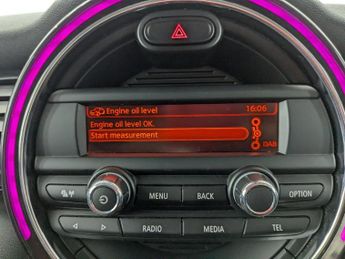 Engine oil level 16:06
Engine oil level OK.
Start measurement
DAB
MENU BACK OPTION
RADIO MEDIA TEL